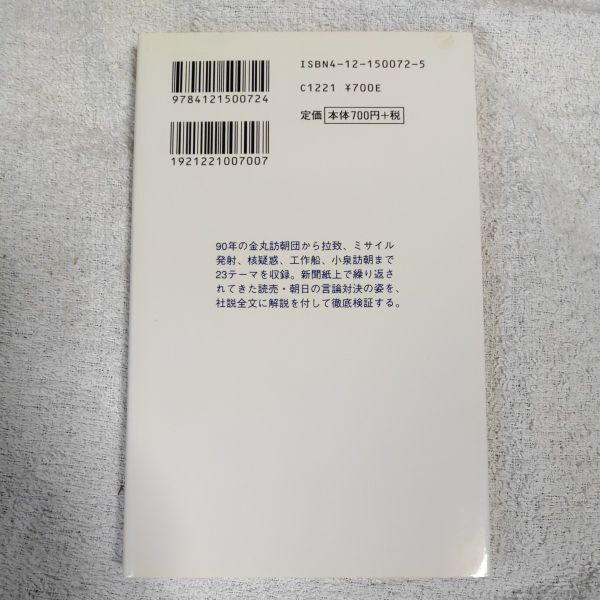 ISBN4-12-150072-5
C1221 ¥700E
定価 本体700円+税
9784121500724
1921221007007
90年の金丸訪朝団から拉致、ミサイル
発射、核疑惑、工作船、小泉訪朝まで
23テーマを収録。新聞紙上で繰り返さ
れてきた読売・朝日の言論対決の姿を、
社説全文に解説を付して徹底検証する。